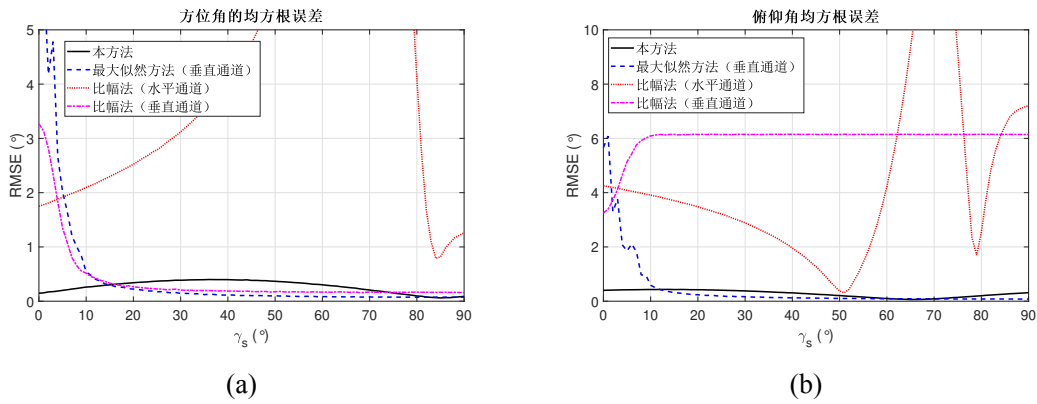 方位角的均方根误差
5
4
3
2
1
0
RMSE (°)
本方法
最大似然方法（垂直通道）
比幅法（水平通道）
比幅法（垂直通道）
0 10 20 30 40 50 60 70 80 90
γs (°)
(a)
俯仰角均方根误差
10
8
6
4
2
0
RMSE (°)
本方法
最大似然方法（垂直通道）
比幅法（水平通道）
比幅法（垂直通道）
0 10 20 30 40 50 60 70 80 90
γs (°)
(b)